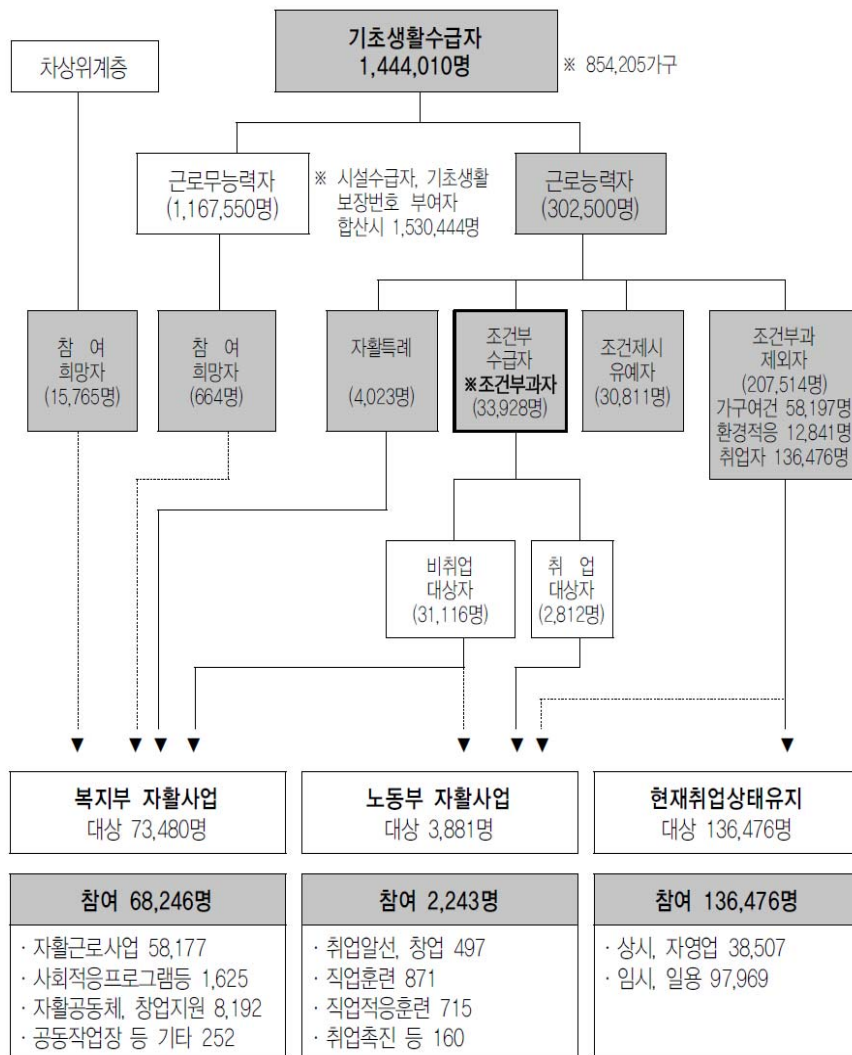 기초생활수급자
1,444,010명
※ 854,205가구
차상위계층
근로무능력자
(1,167,550명)
※ 시설수급자, 기초생활
보장번호 부여자
합산시 1,530,444명
근로능력자
(302,500명)
참 여
희망자
(15,765명)
참 여
희망자
(664명)
자활특례
(4,023명)
조건부
수급자
※조건부과자
(33,928명)
조건제시
유예자
(30,811명)
조건부과
제외자
(207,514명)
가구여건 58,197명
환경적응 12,841명
취업자 136,476명
비취업
대상자
(31,116명)
취 업
대상자
(2,812명)
복지부 자활사업
대상 73,480명
노동부 자활사업
대상 3,881명
현재취업상태유지
대상 136,476명
참여 68,246명
· 자활근로사업 58,177
· 사회적응프로그램등 1,625
· 자활공동체, 창업지원 8,192
· 공동작업장 등 기타 252
참여 2,243명
· 취업알선, 창업 497
· 직업훈련 871
· 직업적응훈련 715
· 취업촉진 등 160
참여 136,476명
· 상시, 자영업 38,507
· 임시, 일용 97,969